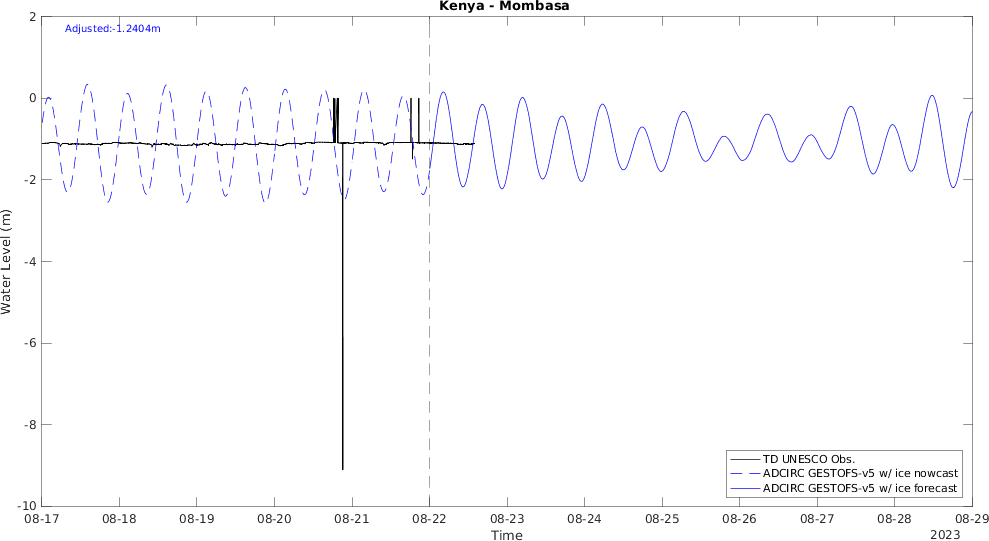 Kenya - Mombasa
Adjusted:-1.2404m
2
0
-2
-4
-6
-8
-10
Water Level (m)
TD UNESCO Obs.
ADCIRC GESTOFS-v5 w/ ice nowcast
ADCIRC GESTOFS-v5 w/ ice forecast
08-17 08-18 08-19 08-20 08-21 08-22 08-23 08-24 08-25 08-26 08-27 08-28 08-29
Time
2023